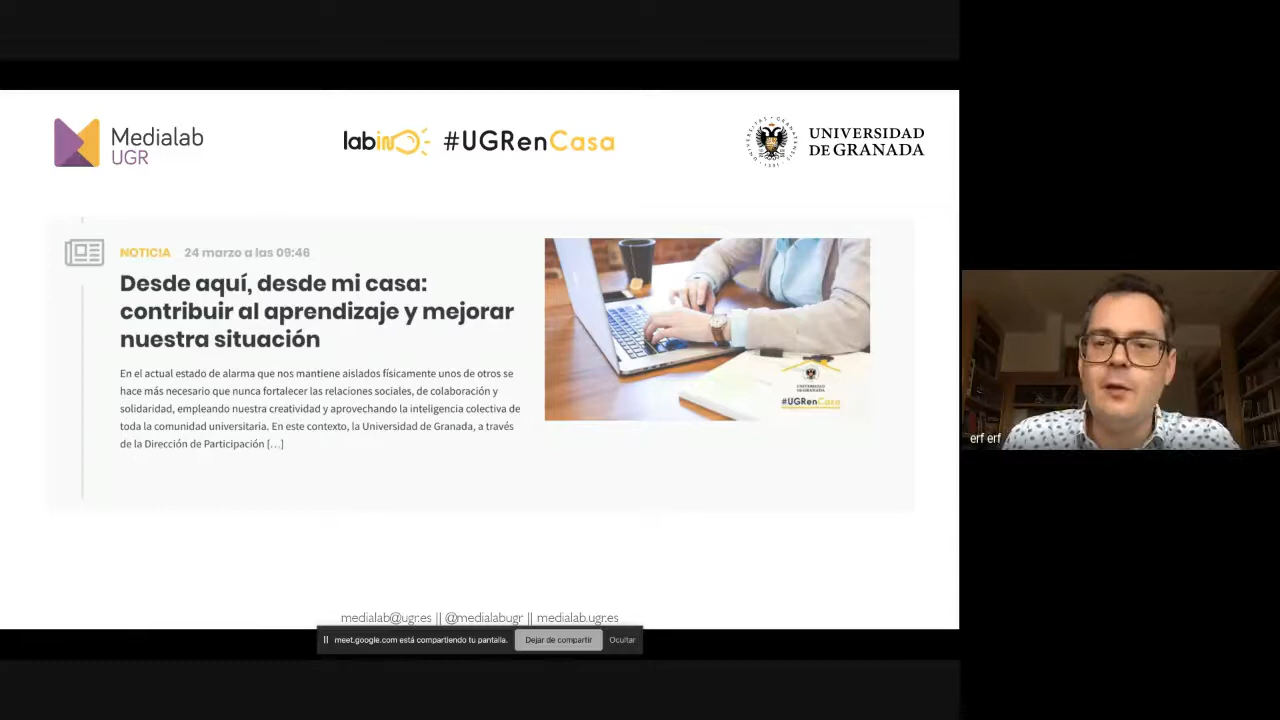 Medialab
UGR
labin #UGRenCasa
UNIVERSIDAD
DE GRANADA
NOTICIA 24 marzo a las 09:46
Desde aquí, desde mi casa:
contribuir al aprendizaje y mejorar
nuestra situación
En el actual estado de alarma que nos mantiene aislados físicamente unos de otros se
hace más necesario que nunca fortalecer las relaciones sociales, de colaboración y
solidaridad, empleando nuestra creatividad y aprovechando la inteligencia colectiva de
toda la comunidad universitaria. En este contexto, la Universidad de Granada, a través
de la Dirección de Participación […]
UNIVERSIDAD
DE GRANADA
#UGRenCasa
erf erf
medialab@ugr.es || @medialabugr || medialab.ugr.es
meet.google.com está compartiendo tu pantalla. Dejar de compartir Ocultar